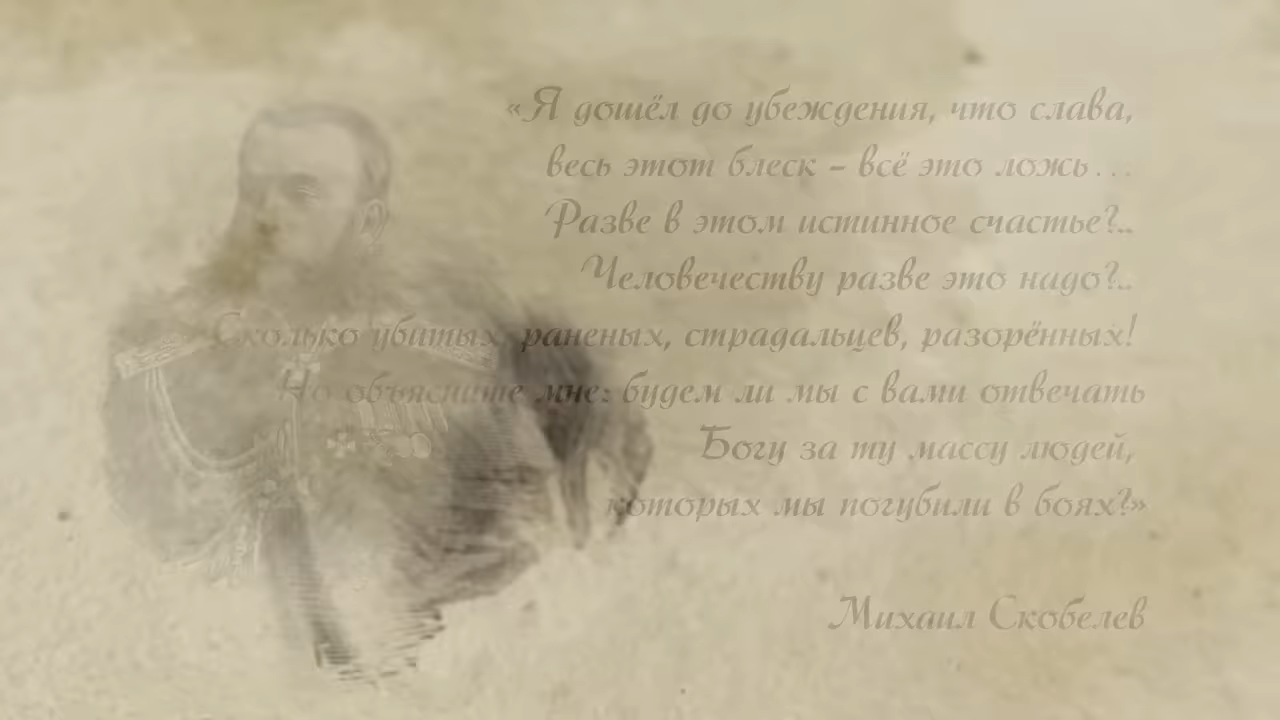 «Я дошёл до убеждения, что слава,
весь этот блеск – всё это ложь...
Разве в этом истинное счастье?..
Человечеству разве это надо?..
Сколько убитых, раненых, страдальцев, разорённых!
Но объясните мне: будем ли мы с вами отвечать
Богу за ту массу людей,
которых мы погубили в боях?»
Михаил Скобелев